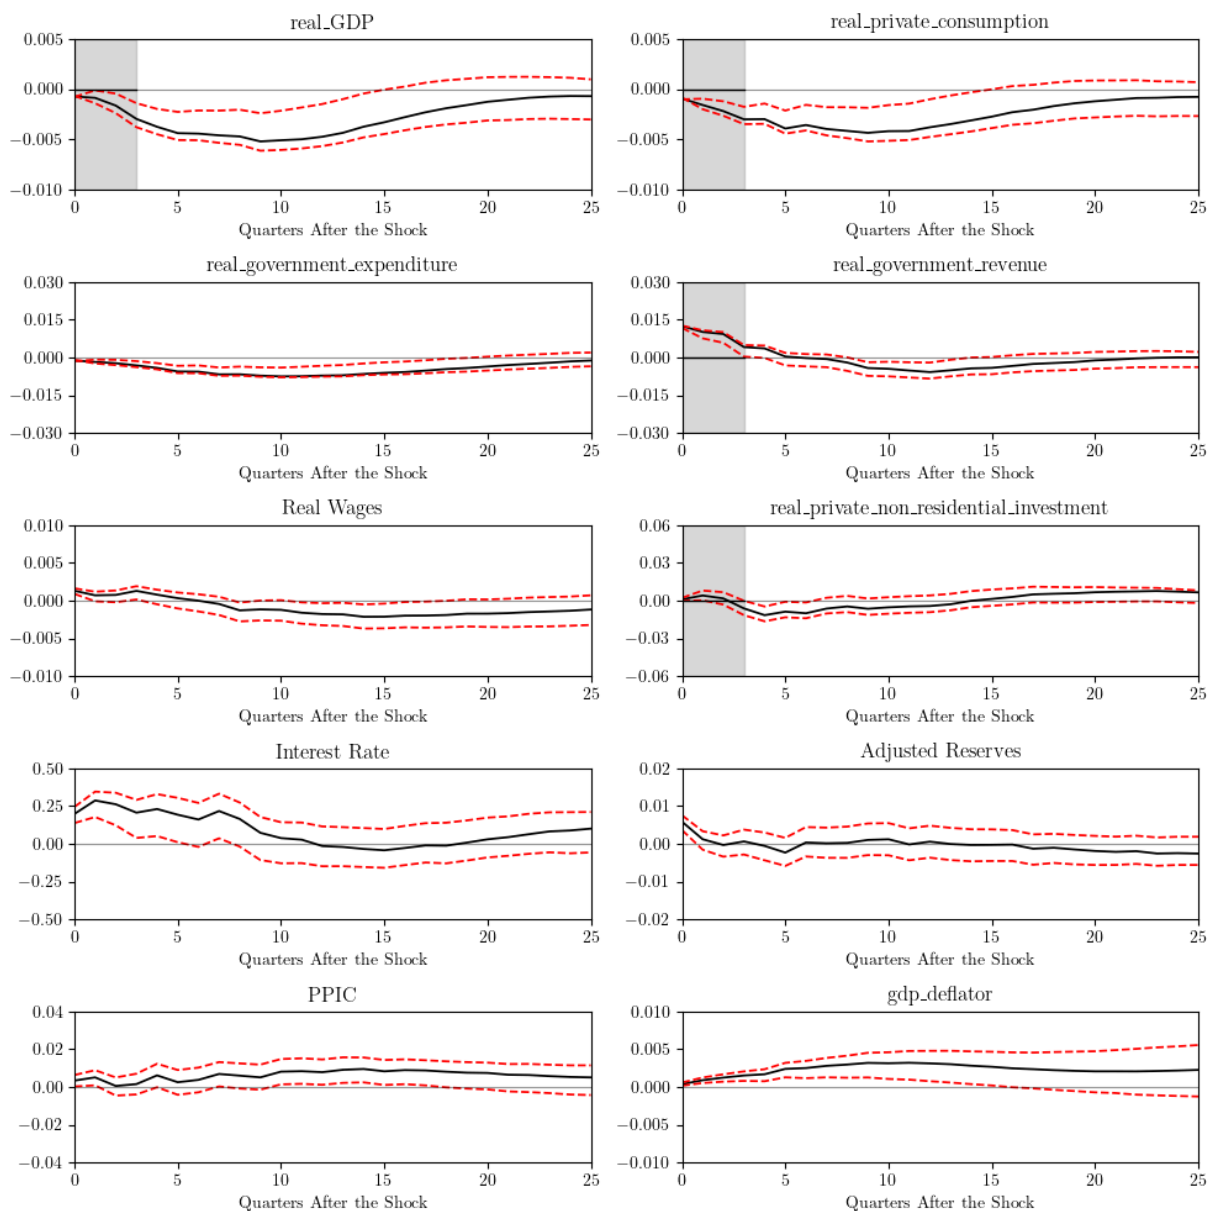 real_GDP
0.005
0.000
−0.005
−0.010
0 5 10 15 20 25
Quarters After the Shock
real_private_consumption
0.005
0.000
−0.005
−0.010
0 5 10 15 20 25
Quarters After the Shock
real_government_expenditure
0.030
0.015
0.000
−0.015
−0.030
0 5 10 15 20 25
Quarters After the Shock
real_government_revenue
0.030
0.015
0.000
−0.015
−0.030
0 5 10 15 20 25
Quarters After the Shock
Real Wages
0.010
0.005
0.000
−0.005
−0.010
0 5 10 15 20 25
Quarters After the Shock
real_private_non_residential_investment
0.06
0.03
0.00
−0.03
−0.06
0 5 10 15 20 25
Quarters After the Shock
Interest Rate
0.50
0.25
0.00
−0.25
−0.50
0 5 10 15 20 25
Quarters After the Shock
Adjusted Reserves
0.02
0.01
0.00
−0.01
−0.02
0 5 10 15 20 25
Quarters After the Shock
PPIC
0.04
0.02
0.00
−0.02
−0.04
0 5 10 15 20 25
Quarters After the Shock
gdp_deflator
0.010
0.005
0.000
−0.005
−0.010
0 5 10 15 20 25
Quarters After the Shock